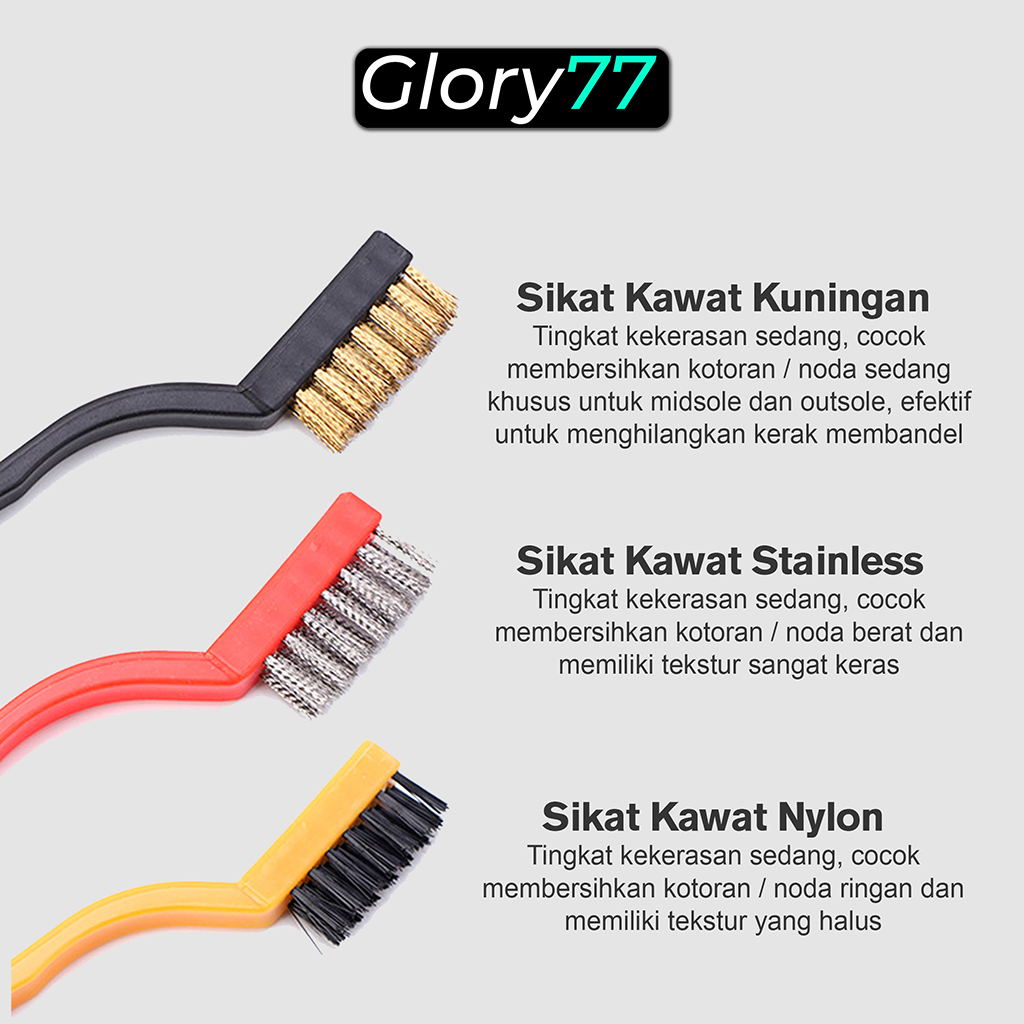 Glory77
Sikat Kawat Kuningan
Tingkat kekerasan sedang, cocok
membersihkan kotoran / noda sedang
khusus untuk midsole dan outsole, efektif
untuk menghilangkan kerak membandel
Sikat Kawat Stainless
Tingkat kekerasan sedang, cocok
membersihkan kotoran / noda berat dan
memiliki tekstur sangat keras
Sikat Kawat Nylon
Tingkat kekerasan sedang, cocok
membersihkan kotoran / noda ringan dan
memiliki tekstur yang halus